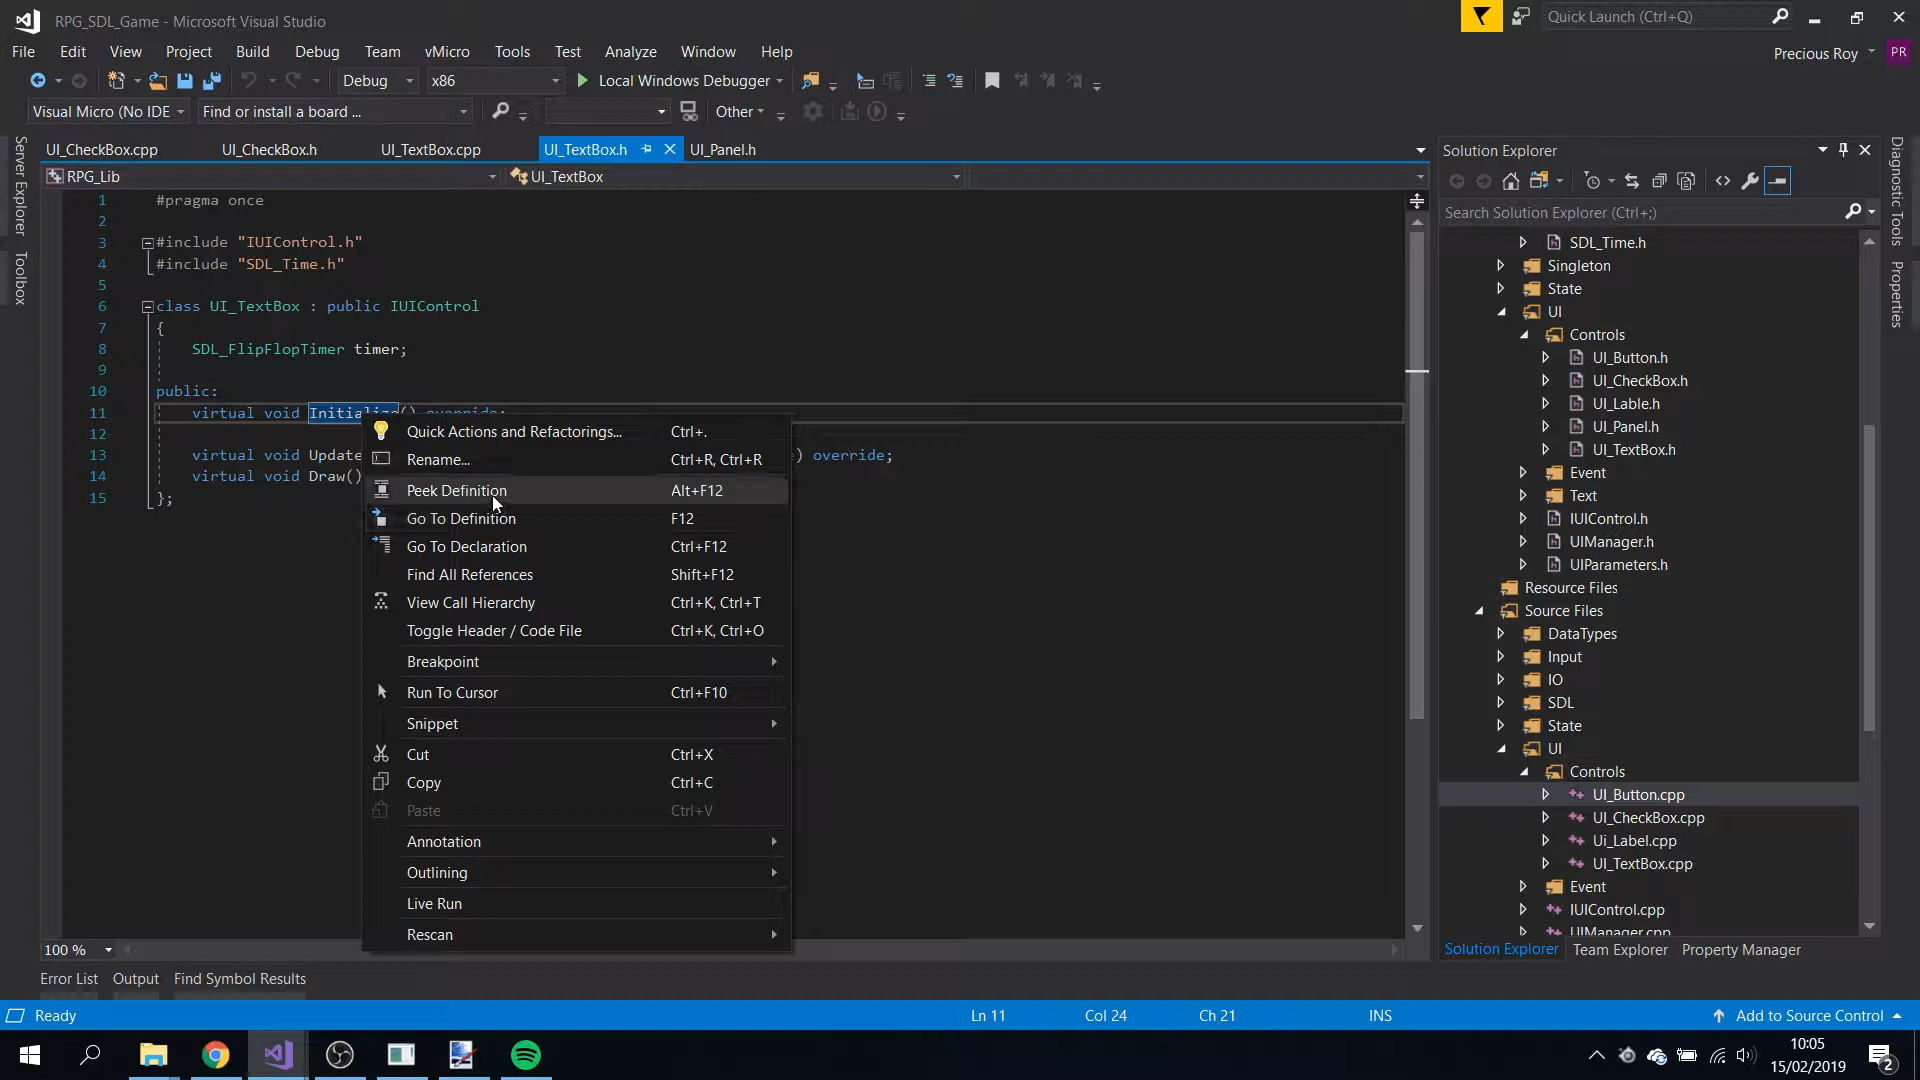 RPG_SDL_Game - Microsoft Visual Studio
Quick Launch (Ctrl+Q)
File Edit View Project Build Debug Team vMicro Tools Test Analyze Window Help
Precious Roy PR
Debug x86 Local Windows Debugger
Visual Micro (No IDE Find or install a board ... Other
UI_CheckBox.cpp UI_CheckBox.h UI_TextBox.cpp UI_TextBox.h UI_Panel.h
RPG_Lib UI_TextBox
Server Explorer
Toolbox
1 #pragma once
2
3 #include "IUIControl.h"
4 #include "SDL_Time.h"
5
6 class UI_TextBox : public IUIControl
7 {
8 SDL_FlipFlopTimer timer;
9
10 public:
11 virtual void Initialize() override;
12
13 virtual void Update ) override;
14 virtual void Draw()
15 };
Quick Actions and Refactorings... Ctrl+.
Rename... Ctrl+R, Ctrl+R
Peek Definition Alt+F12
Go To Definition F12
Go To Declaration Ctrl+F12
Find All References Shift+F12
View Call Hierarchy Ctrl+K, Ctrl+T
Toggle Header / Code File Ctrl+K, Ctrl+O
Breakpoint
Run To Cursor Ctrl+F10
Snippet
Cut Ctrl+X
Copy Ctrl+C
Paste Ctrl+V
Annotation
Outlining
Live Run
Rescan
100 %
Solution Explorer
Search Solution Explorer (Ctrl+;)
SDL_Time.h
Singleton
State
UI
Controls
UI_Button.h
UI_CheckBox.h
UI_Lable.h
UI_Panel.h
UI_TextBox.h
Event
Text
IUIControl.h
UIManager.h
UIParameters.h
Resource Files
Source Files
DataTypes
Input
IO
SDL
State
UI
Controls
UI_Button.cpp
UI_CheckBox.cpp
Ui_Label.cpp
UI_TextBox.cpp
Event
IUIControl.cpp
UIManager.cpp
Solution Explorer Team Explorer Property Manager
Diagnostic Tools
Properties
Error List Output Find Symbol Results
Ready Ln 11 Col 24 Ch 21 INS Add to Source Control
10:05
15/02/2019
2